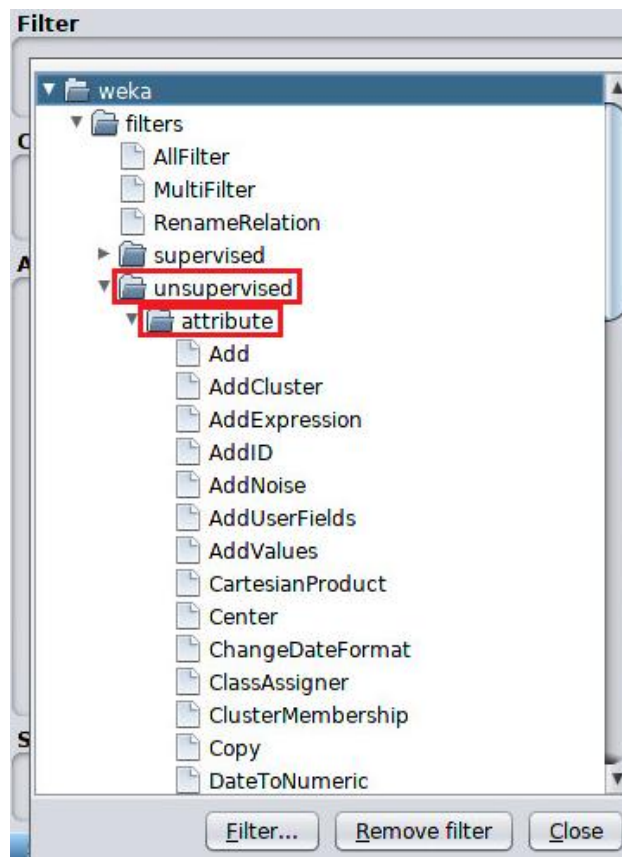 Filter
weka
filters
AllFilter
MultiFilter
RenameRelation
supervised
unsupervised
attribute
Add
AddCluster
AddExpression
AddID
AddNoise
AddUserFields
AddValues
CartesianProduct
Center
ChangeDateFormat
ClassAssigner
ClusterMembership
Copy
DateToNumeric
Filter... Remove filter Close